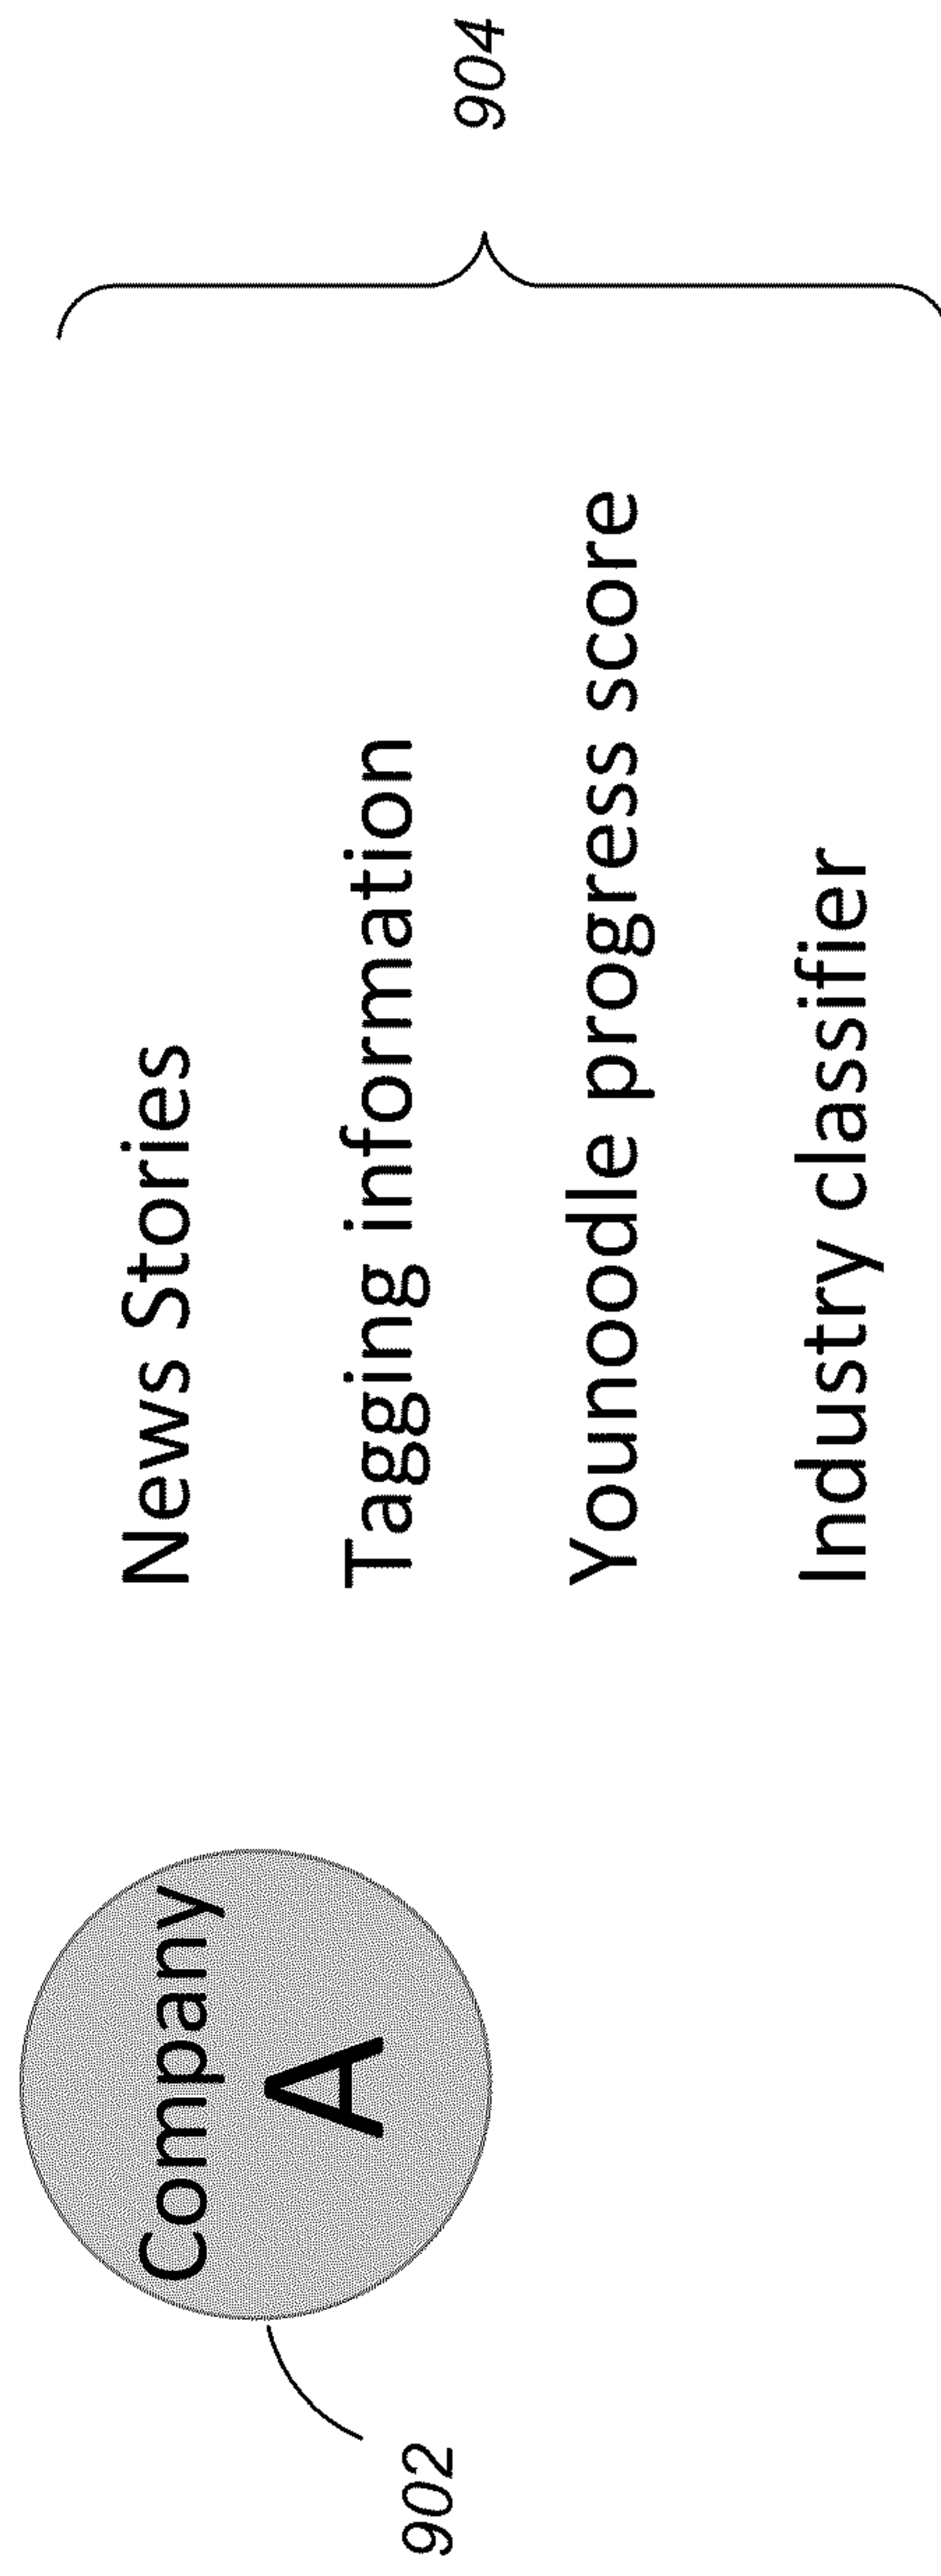 902
Company
A
News Stories
Tagging information
Younoodle progress score
Industry classifier
904